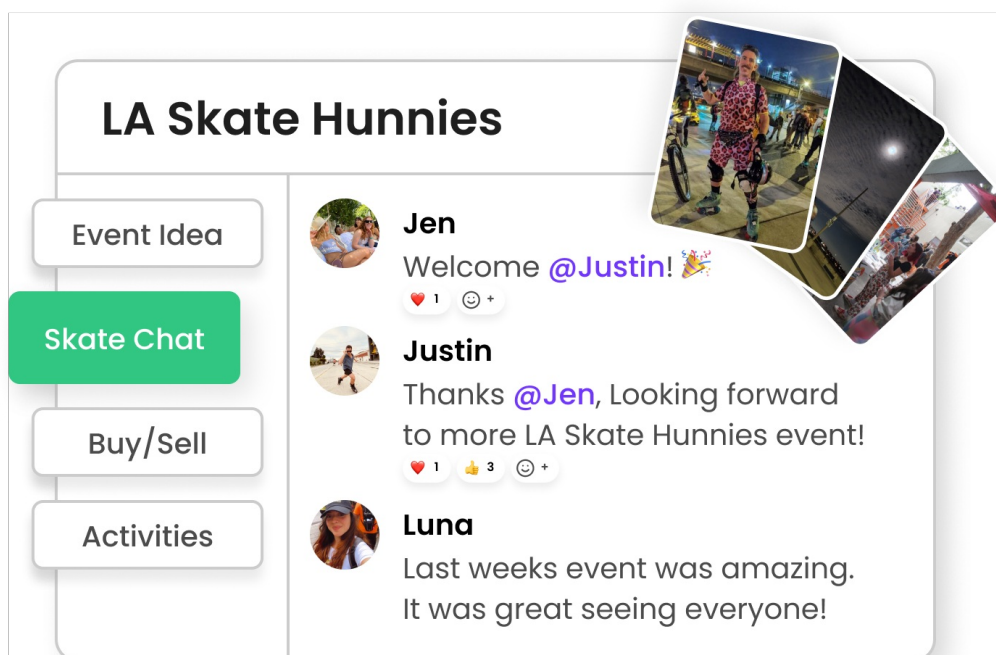 LA Skate Hunnies
Event Idea
Skate Chat
Buy/Sell
Activities
Jen
Welcome @Justin! 🎉
❤️ 1 +
Justin
Thanks @Jen, Looking forward
to more LA Skate Hunnies event!
❤️ 1 👍 3 +
Luna
Last weeks event was amazing.
It was great seeing everyone!